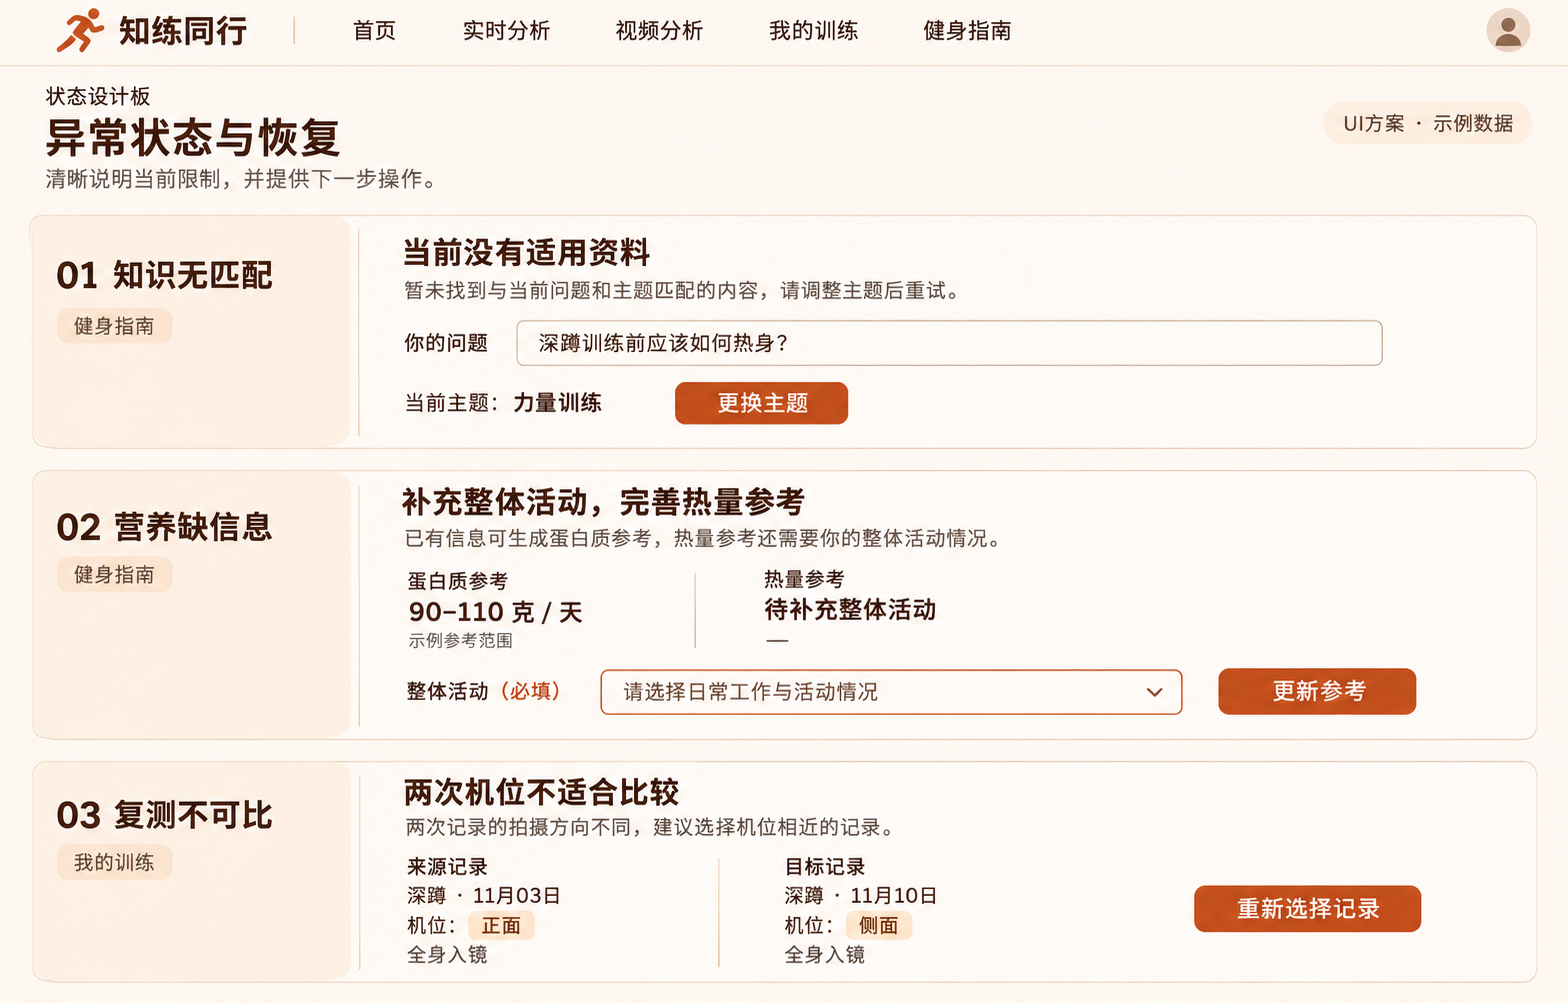 知练同行
首页
实时分析
视频分析
我的训练
健身指南
状态设计板
异常状态与恢复
清晰说明当前限制，并提供下一步操作。
UI方案 · 示例数据
01 知识无匹配
健身指南
当前没有适用资料
暂未找到与当前问题和主题匹配的内容，请调整主题后重试。
你的问题
深蹲训练前应该如何热身？
当前主题：力量训练
更换主题
02 营养缺信息
健身指南
补充整体活动，完善热量参考
已有信息可生成蛋白质参考，热量参考还需要你的整体活动情况。
蛋白质参考
90–110 克 / 天
示例参考范围
热量参考
待补充整体活动
—
整体活动（必填）
请选择日常工作与活动情况
更新参考
03 复测不可比
我的训练
两次机位不适合比较
两次记录的拍摄方向不同，建议选择机位相近的记录。
来源记录
深蹲 · 11月03日
机位：正面
全身入镜
目标记录
深蹲 · 11月10日
机位：侧面
全身入镜
重新选择记录